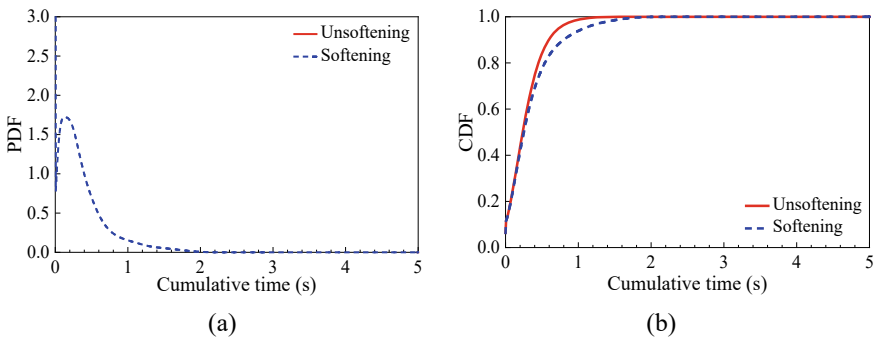 3.0
2.5
2.0
1.5
1.0
0.5
0.0
PDF
Unsoftening
Softening
0 1 2 3 4 5
Cumulative time (s)
(a)
1.0
0.8
0.6
0.4
0.2
0.0
CDF
Unsoftening
Softening
0 1 2 3 4 5
Cumulative time (s)
(b)